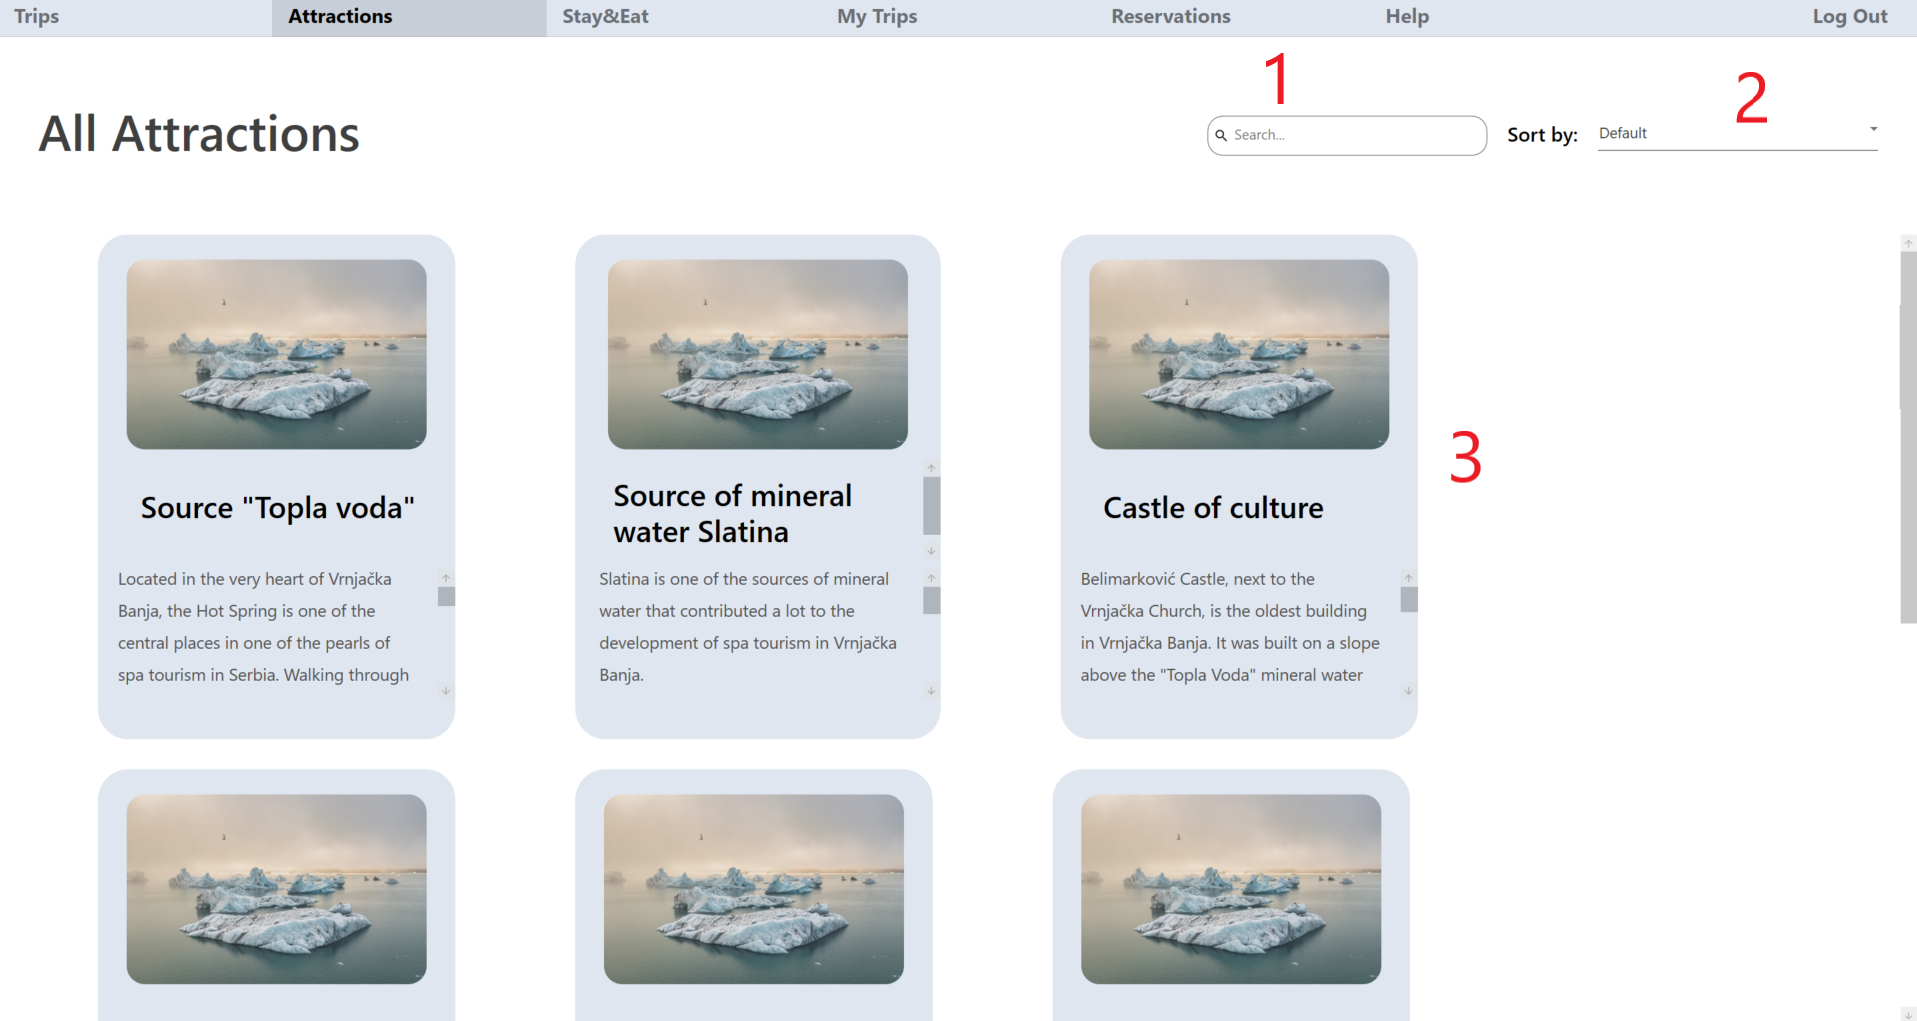 Trips Attractions Stay&Eat My Trips Reservations Help Log Out
1
2
All Attractions
Search...
Sort by: Default
3
Source "Topla voda"
Located in the very heart of Vrnjačka
Banja, the Hot Spring is one of the
central places in one of the pearls of
spa tourism in Serbia. Walking through
Source of mineral
water Slatina
Slatina is one of the sources of mineral
water that contributed a lot to the
development of spa tourism in Vrnjačka
Banja.
Castle of culture
Belimarković Castle, next to the
Vrnjačka Church, is the oldest building
in Vrnjačka Banja. It was built on a slope
above the "Topla Voda" mineral water